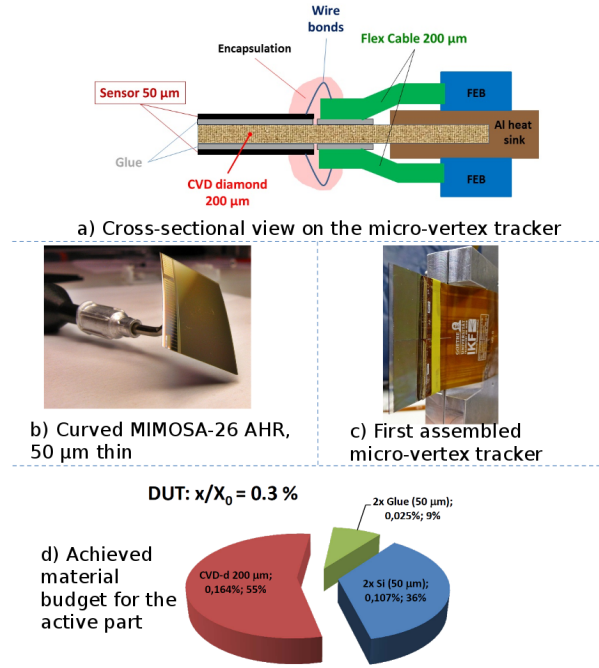 Wire
bonds
Flex Cable 200 µm
Encapsulation
FEB
Sensor 50 µm
Al heat
sink
Glue
CVD diamond
200 µm
FEB
a) Cross-sectional view on the micro-vertex tracker
GOETHE
UNIVERSITÄT
IKF
b) Curved MIMOSA-26 AHR,
50 µm thin
c) First assembled
micro-vertex tracker
DUT: x/X₀ = 0.3 %
2x Glue (50 µm);
0,025%; 9%
d) Achieved
material
budget for the
active part
CVD-d 200 µm;
0,164%; 55%
2x Si (50 µm);
0,107%; 36%